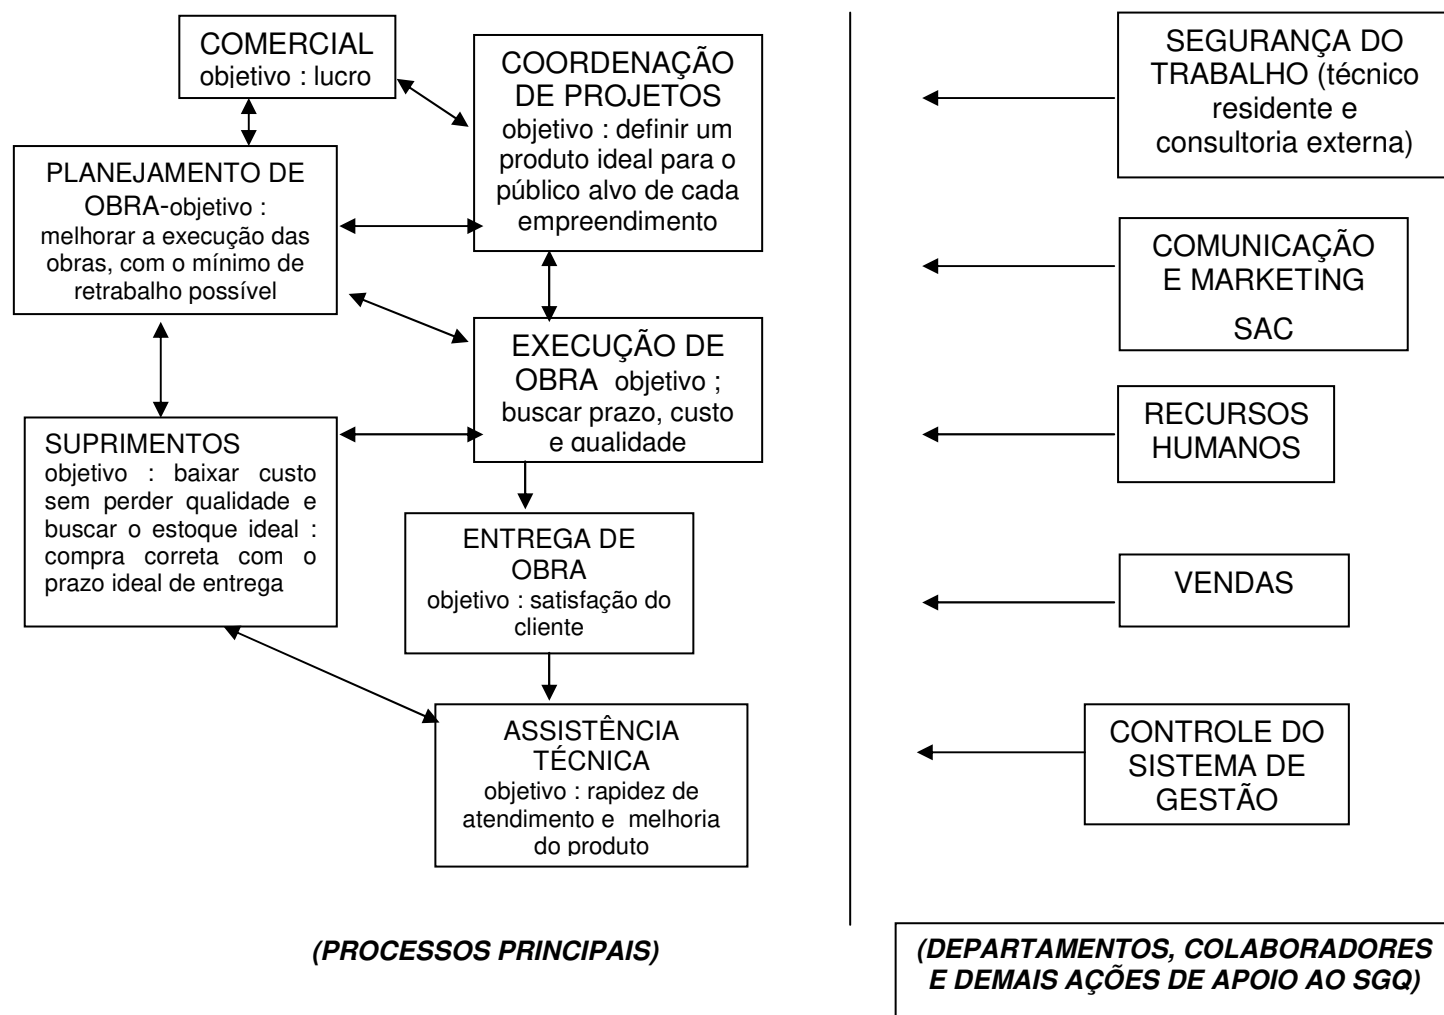 COMERCIAL
objetivo : lucro
COORDENAÇÃO
DE PROJETOS
objetivo : definir um
produto ideal para o
público alvo de cada
empreendimento
PLANEJAMENTO DE
OBRA-objetivo :
melhorar a execução das
obras, com o mínimo de
retrabalho possível
EXECUÇÃO DE
OBRA objetivo ;
buscar prazo, custo
e qualidade
SUPRIMENTOS
objetivo : baixar custo
sem perder qualidade e
buscar o estoque ideal :
compra correta com o
prazo ideal de entrega
ENTREGA DE
OBRA
objetivo : satisfação do
cliente
ASSISTÊNCIA
TÉCNICA
objetivo : rapidez de
atendimento e melhoria
do produto
(PROCESSOS PRINCIPAIS)
SEGURANÇA DO
TRABALHO (técnico
residente e
consultoria externa)
COMUNICAÇÃO
E MARKETING
SAC
RECURSOS
HUMANOS
VENDAS
CONTROLE DO
SISTEMA DE
GESTÃO
(DEPARTAMENTOS, COLABORADORES
E DEMAIS AÇÕES DE APOIO AO SGQ)